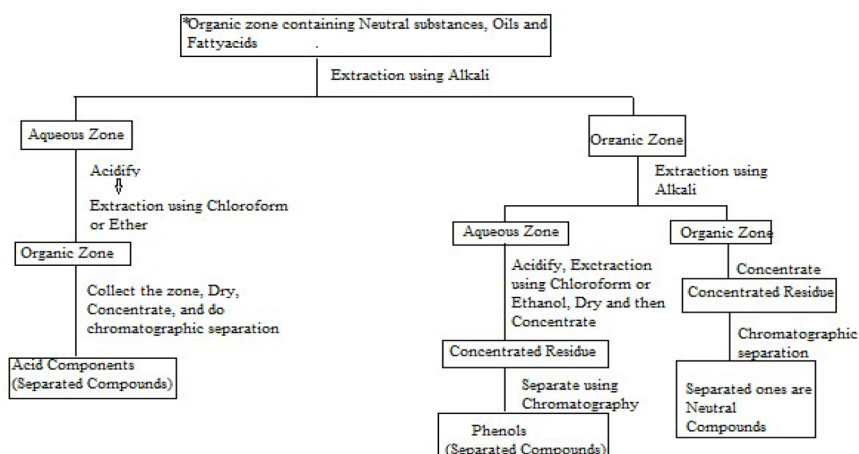 *Organic zone containing Neutral substances, Oils and
Fattyacids .
Extraction using Alkali
Aqueous Zone
Acidify
Extraction using Chloroform
or Ether
Organic Zone
Collect the zone, Dry,
Concentrate, and do
chromatographic separation
Acid Components
(Separated Compounds)
Organic Zone
Extraction using
Alkali
Aqueous Zone
Acidify, Exctraction
using Chloroform or
Ethanol, Dry and then
Concentrate
Concentrated Residue
Separate using
Chromatography
Phenols
(Separated Compounds)
Organic Zone
Concentrate
Concentrated Residue
Chromatographic
separation
Separated ones are
Neutral
Compounds